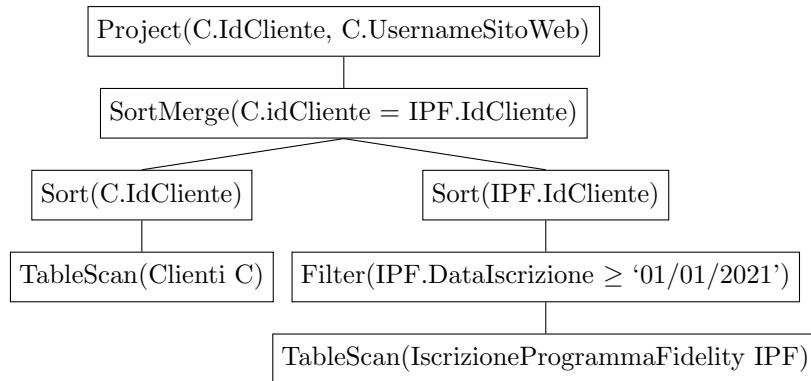 Project(C.IdCliente, C.UsernameSitoWeb)
SortMerge(C.idCliente = IPF.IdCliente)
Sort(C.IdCliente)
Sort(IPF.IdCliente)
TableScan(Clienti C)
Filter(IPF.DataIscrizione ≥ ‘01/01/2021’)
TableScan(IscrizioneProgrammaFidelity IPF)